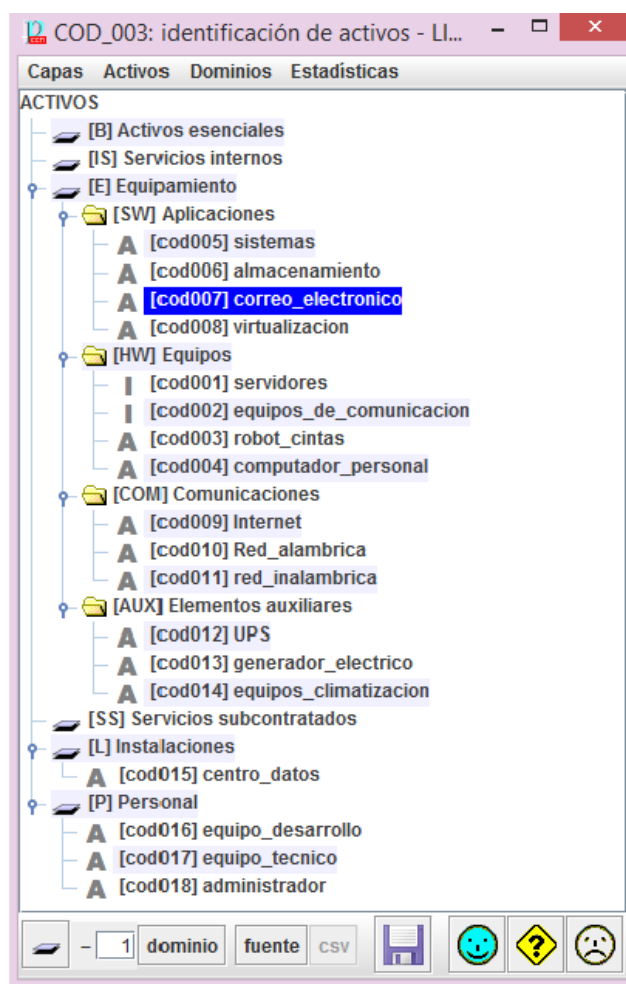 COD_003: identificación de activos - LI...
Capas Activos Dominios Estadísticas
ACTIVOS
[B] Activos esenciales
[IS] Servicios internos
[E] Equipamiento
[SW] Aplicaciones
A [cod005] sistemas
A [cod006] almacenamiento
A [cod007] correo_electronico
A [cod008] virtualizacion
[HW] Equipos
I [cod001] servidores
I [cod002] equipos_de_comunicacion
A [cod003] robot_cintas
A [cod004] computador_personal
[COM] Comunicaciones
A [cod009] Internet
A [cod010] Red_alambrica
A [cod011] red_inalambrica
[AUX] Elementos auxiliares
A [cod012] UPS
A [cod013] generador_electrico
A [cod014] equipos_climatizacion
[SS] Servicios subcontratados
[L] Instalaciones
A [cod015] centro_datos
[P] Personal
A [cod016] equipo_desarrollo
A [cod017] equipo_tecnico
A [cod018] administrador
- 1 dominio fuente csv ?